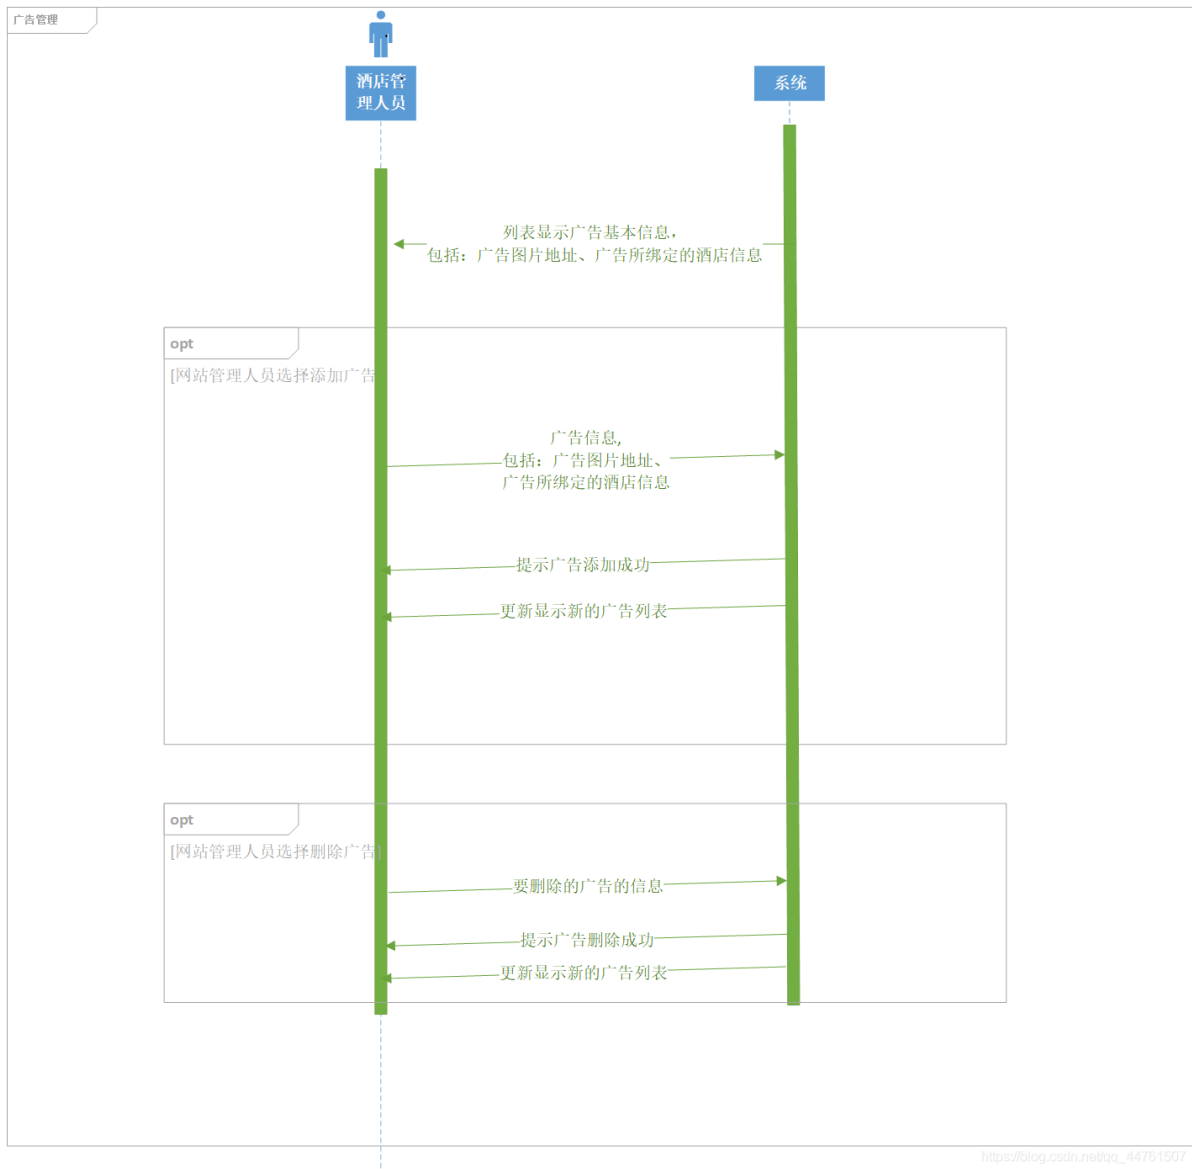 广告管理
酒店管
理人员
系统
列表显示广告基本信息，
包括：广告图片地址、广告所绑定的酒店信息
opt
[网站管理人员选择添加广告
广告信息,
包括：广告图片地址、
广告所绑定的酒店信息
提示广告添加成功
更新显示新的广告列表
opt
[网站管理人员选择删除广告]
要删除的广告的信息
提示广告删除成功
更新显示新的广告列表
https://blog.csdn.net/qq_44761507